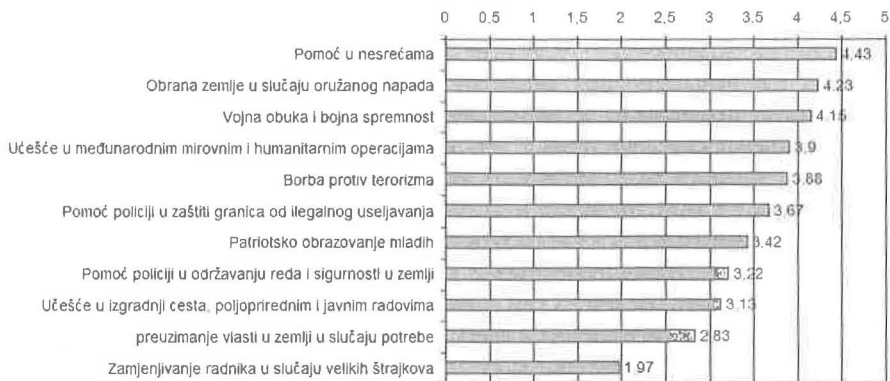 0 0,5 1 1,5 2 2,5 3 3,5 4 4,5 5
Pomoć u nesrećama 4,43
Obrana zemlje u slučaju oružanog napada 4,23
Vojna obuka i bojna spremnost 4,15
Učešće u međunarodnim mirovnim i humanitarnim operacijama 3,9
Borba protiv terorizma 3,88
Pomoć policiji u zaštiti granica od ilegalnog useljavanja 3,67
Patriotsko obrazovanje mladih 3,42
Pomoć policiji u održavanju reda i sigurnosti u zemlji 3,22
Učešće u izgradnji cesta, poljoprirednim i javnim radovima 3,13
preuzimanje vlasti u zemlji u slučaju potrebe 2,83
Zamjenjivanje radnika u slučaju velikih štrajkova 1,97